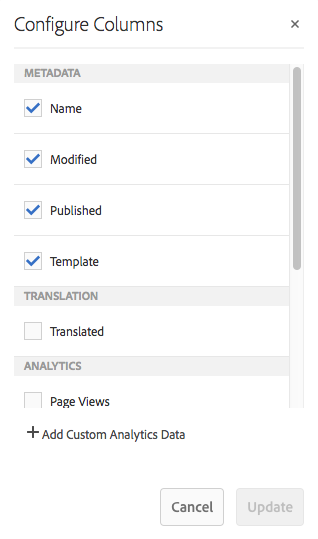 Configure Columns
METADATA
Name
Modified
Published
Template
TRANSLATION
Translated
ANALYTICS
Page Views
Add Custom Analytics Data
Cancel
Update